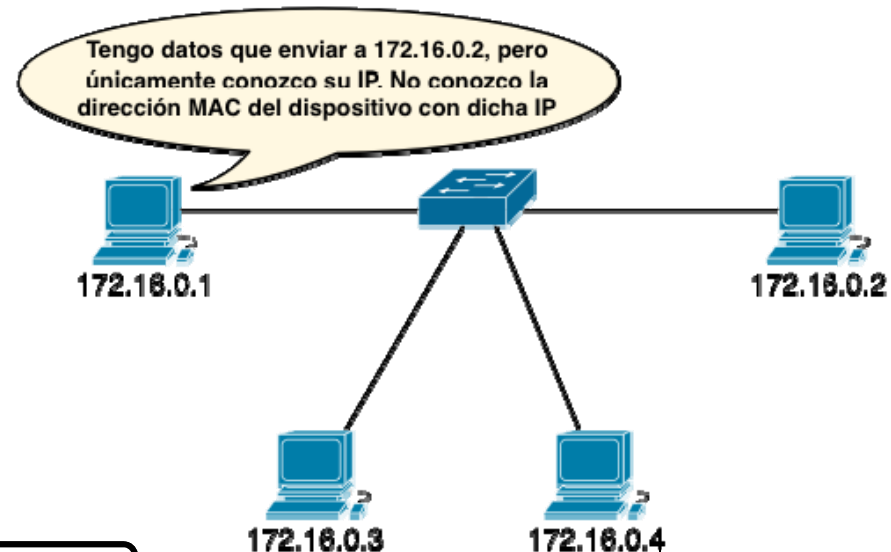 Tengo datos que enviar a 172.16.0.2, pero
únicamente conozco su IP. No conozco la
dirección MAC del dispositivo con dicha IP
172.16.0.1
172.16.0.2
172.16.0.3
172.16.0.4